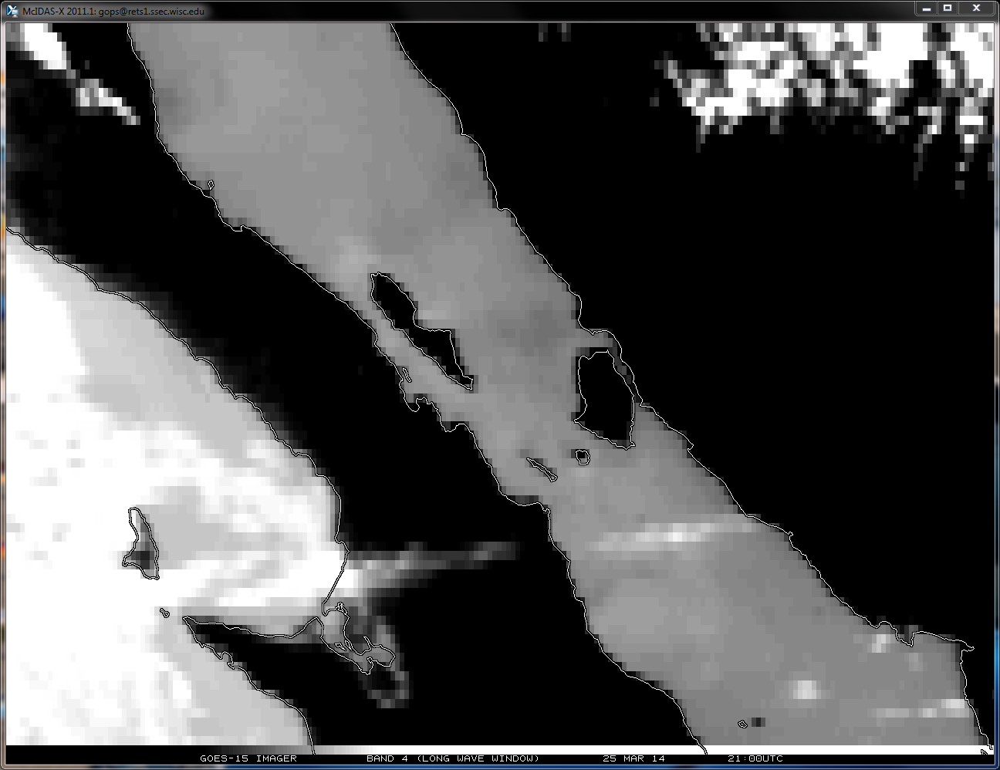 McIDAS-X 2011.1: gops@rets1.ssec.wisc.edu
GOES-15 IMAGER BAND 4 (LONG WAVE WINDOW) 25 MAR 14 21:00UTC